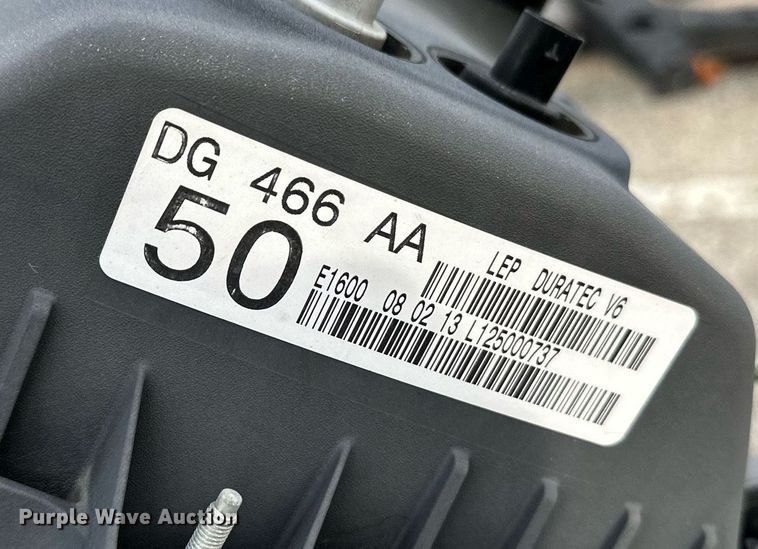 DG 466 AA
50
LEP DURATEC V6
E1600 08 02 13 L125000737
Purple Wave Auction